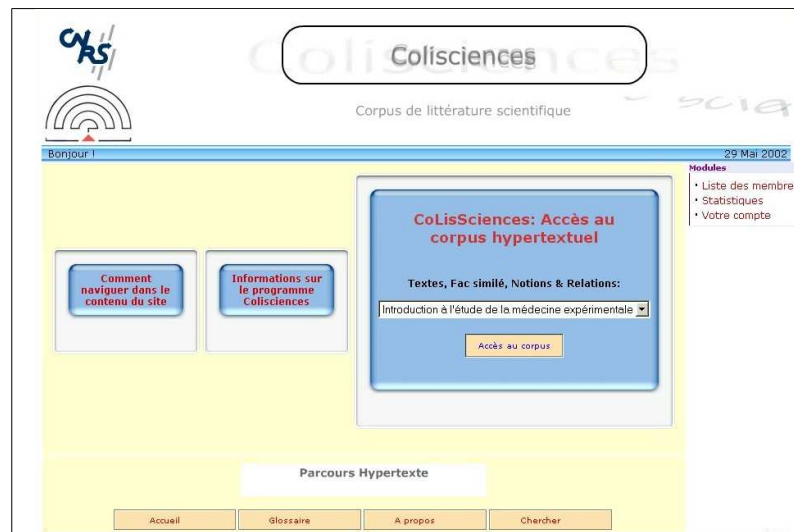 CNRS
Colisciences
Corpus de littérature scientifique
Bonjour !
29 Mai 2002
Modules
Liste des membre
Statistiques
Votre compte
CoLisSciences: Accès au
corpus hypertextuel
Textes, Fac similé, Notions & Relations:
Introduction à l'étude de la médecine expérimentale
Accès au corpus
Comment
naviguer dans le
contenu du site
Informations sur
le programme
Colisciences
Parcours Hypertexte
Accueil
Glossaire
A propos
Chercher